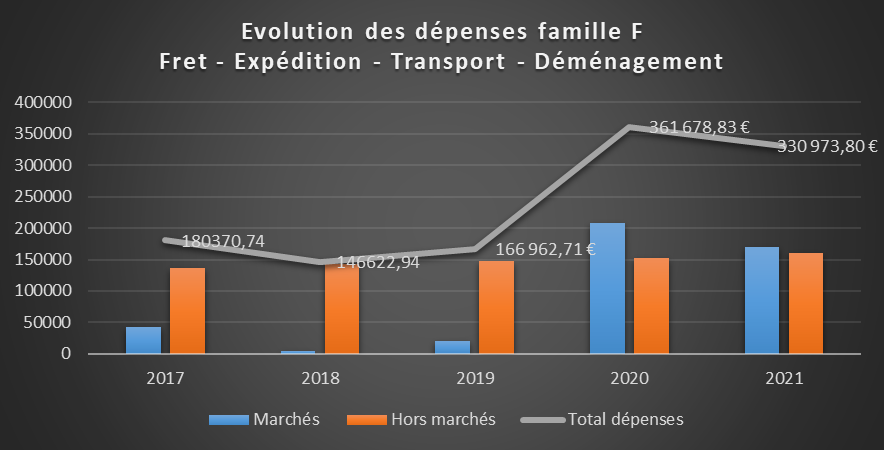 Evolution des dépenses famille F
Fret - Expédition - Transport - Déménagement
400000
350000
300000
250000
200000
150000
100000
50000
0
180370,74
146622,94
166 962,71 €
361 678,83 €
330 973,80 €
2017 2018 2019 2020 2021
Marchés Hors marchés Total dépenses